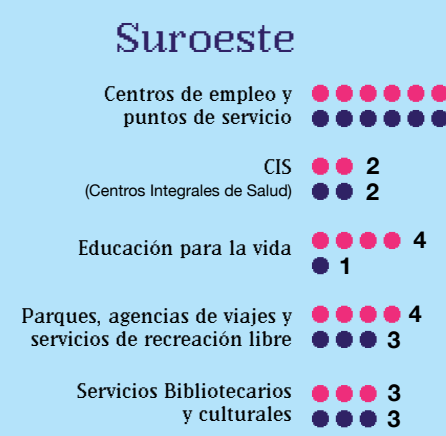 Suroeste
Centros de empleo y
puntos de servicio
CIS 2
(Centros Integrales de Salud) 2
Educación para la vida 4
1
Parques, agencias de viajes y 4
servicios de recreación libre 3
Servicios Bibliotecarios 3
y culturales 3